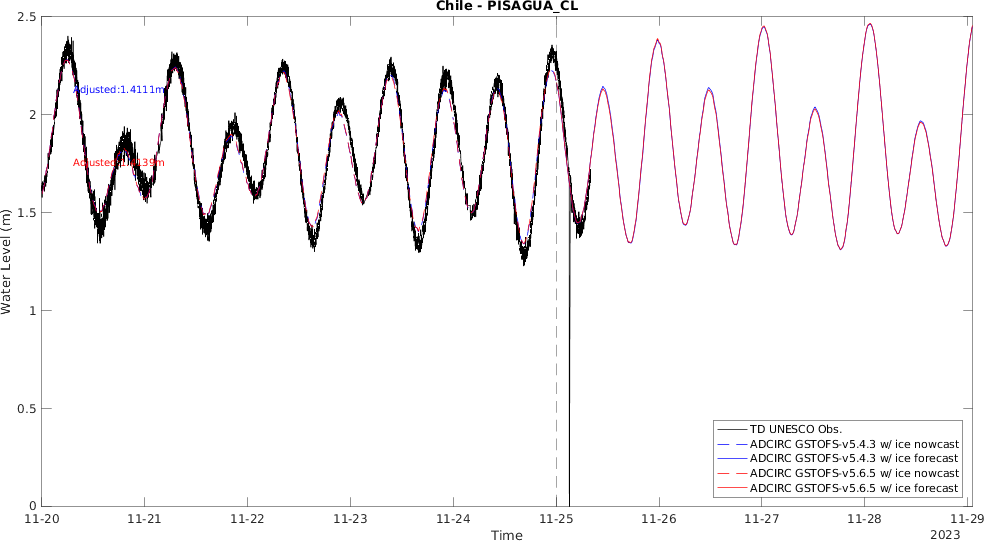 Chile - PISAGUA_CL
2.5
2
1.5
1
0.5
0
Water Level (m)
Adjusted:1.4111m
Adjusted:
TD UNESCO Obs.
ADCIRC GSTOFS-v5.4.3 w/ ice nowcast
ADCIRC GSTOFS-v5.4.3 w/ ice forecast
ADCIRC GSTOFS-v5.6.5 w/ ice nowcast
ADCIRC GSTOFS-v5.6.5 w/ ice forecast
11-20 11-21 11-22 11-23 11-24 11-25 11-26 11-27 11-28 11-29
Time
2023